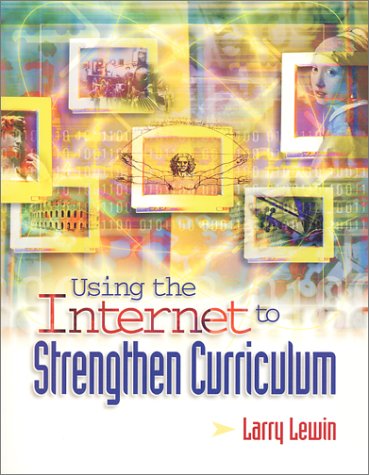 Using the
Internet to
Strengthen Curriculum
Larry Lewin